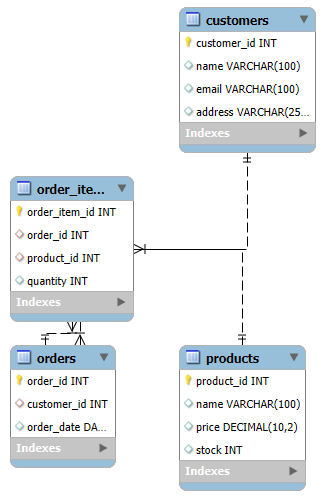 customers
customer_id INT
name VARCHAR(100)
email VARCHAR(100)
address VARCHAR(25...
Indexes
order_ite...
order_item_id INT
order_id INT
product_id INT
quantity INT
Indexes
orders
order_id INT
customer_id INT
order_date DA...
Indexes
products
product_id INT
name VARCHAR(100)
price DECIMAL(10,2)
stock INT
Indexes